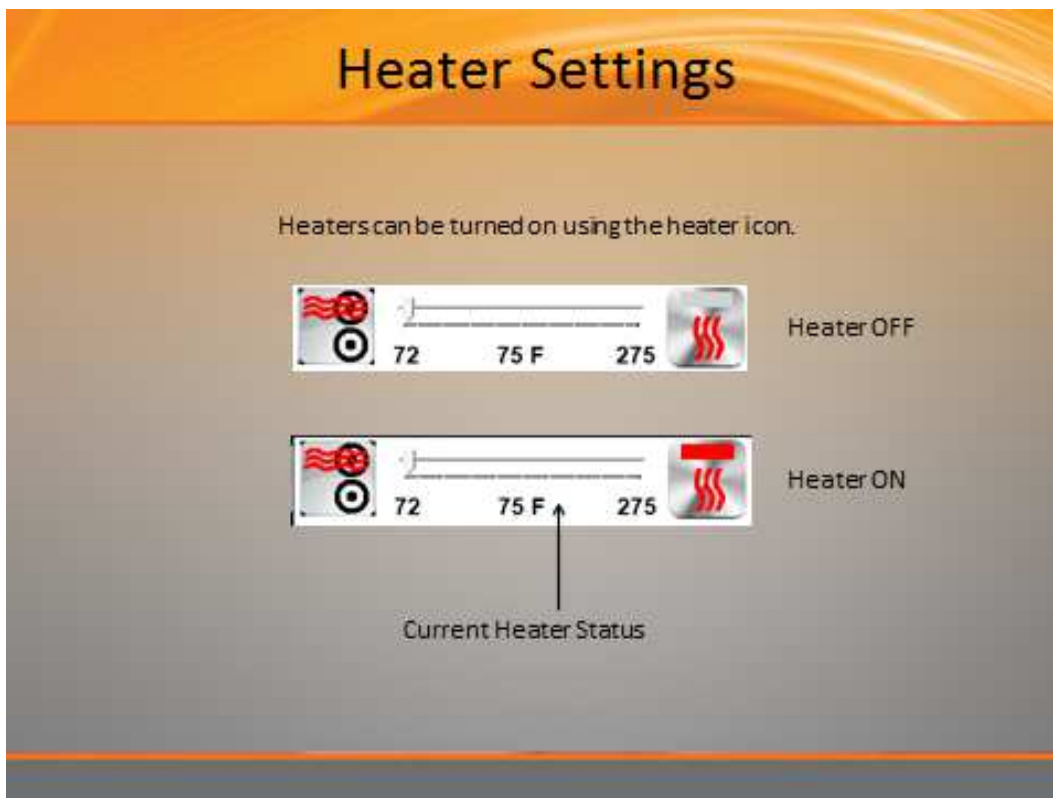 Heater Settings
Heaters can be turned on using the heater icon.
72 75 F 275
Heater OFF
72 75 F 275
Heater ON
Current Heater Status